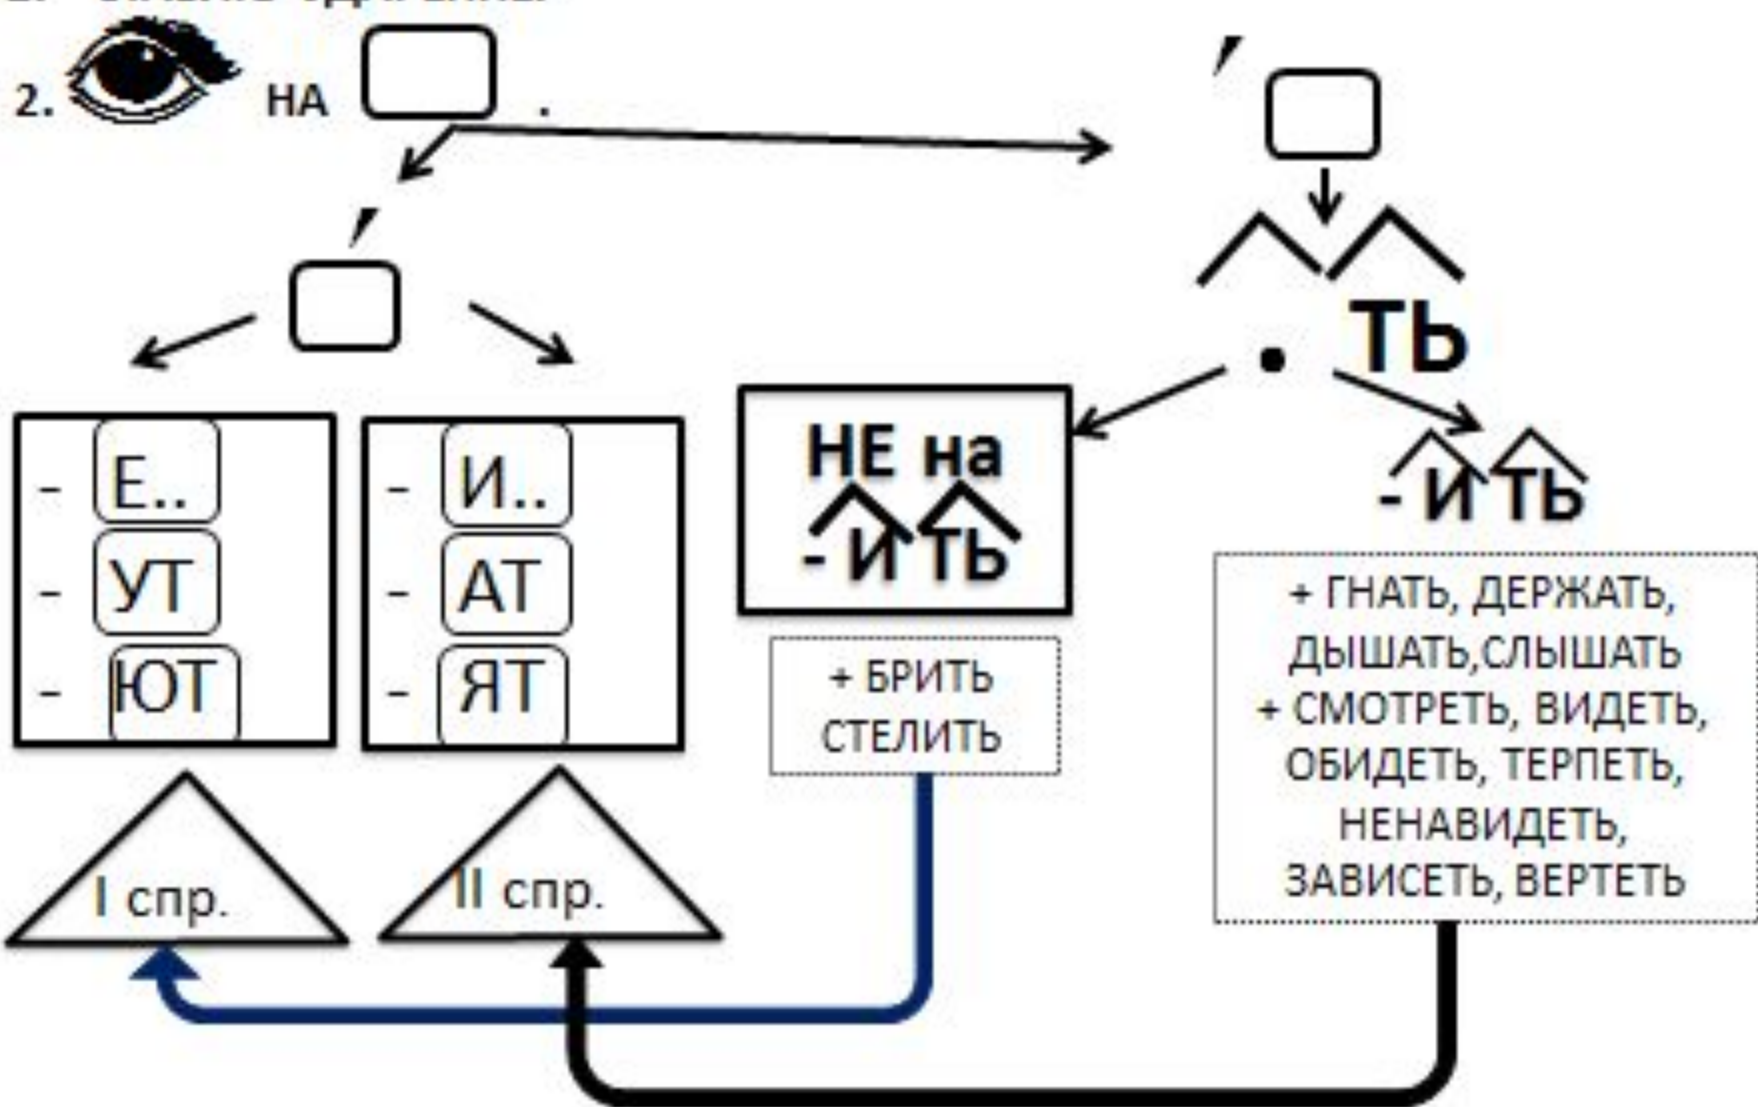 2. НА .
ТЬ
- Е..
- УТ
- ЮТ
- И..
- АТ
- ЯТ
НЕ на
- И ТЬ
+ БРИТЬ
СТЕЛИТЬ
- И ТЬ
+ ГНАТЬ, ДЕРЖАТЬ,
ДЫШАТЬ,СЛЫШАТЬ
+ СМОТРЕТЬ, ВИДЕТЬ,
ОБИДЕТЬ, ТЕРПЕТЬ,
НЕНАВИДЕТЬ,
ЗАВИСЕТЬ, ВЕРТЕТЬ
I спр.
II спр.